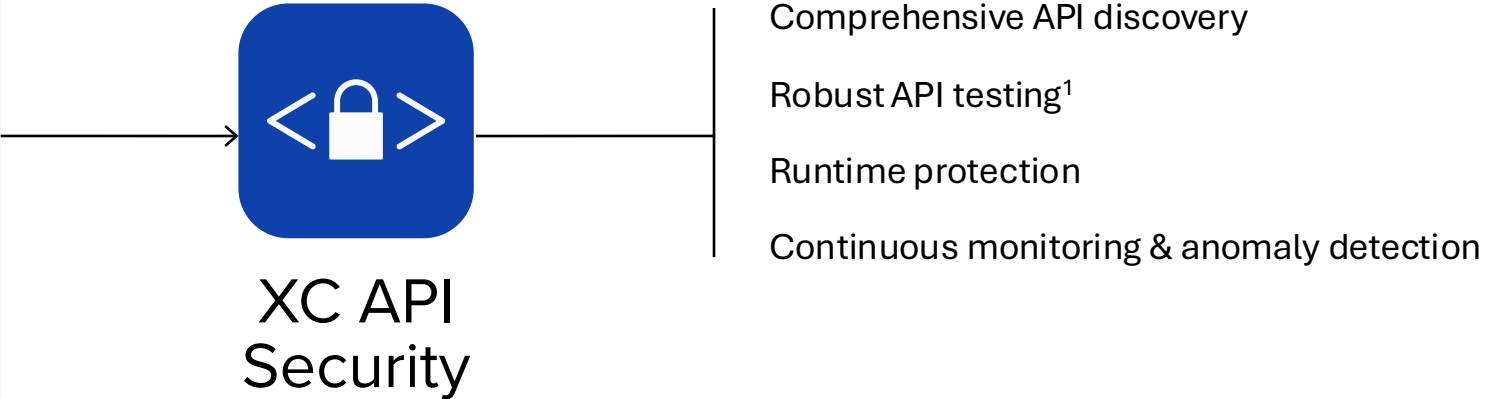 Comprehensive API discovery
Robust API testing¹
Runtime protection
Continuous monitoring & anomaly detection
XC API
Security